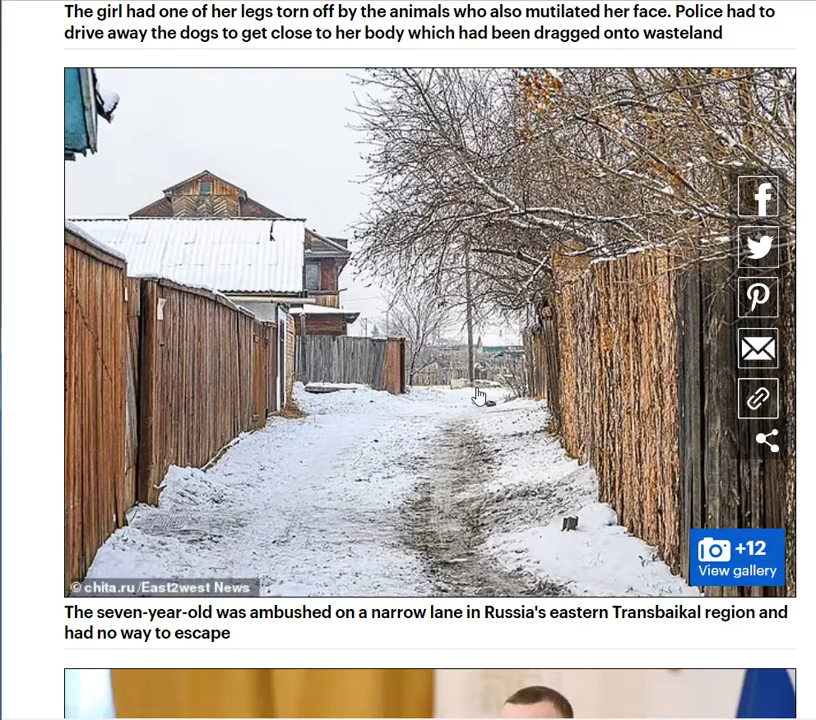 The girl had one of her legs torn off by the animals who also mutilated her face. Police had to
drive away the dogs to get close to her body which had been dragged onto wasteland
+12
View gallery
© chita.ru /East2west News
The seven-year-old was ambushed on a narrow lane in Russia's eastern Transbaikal region and
had no way to escape